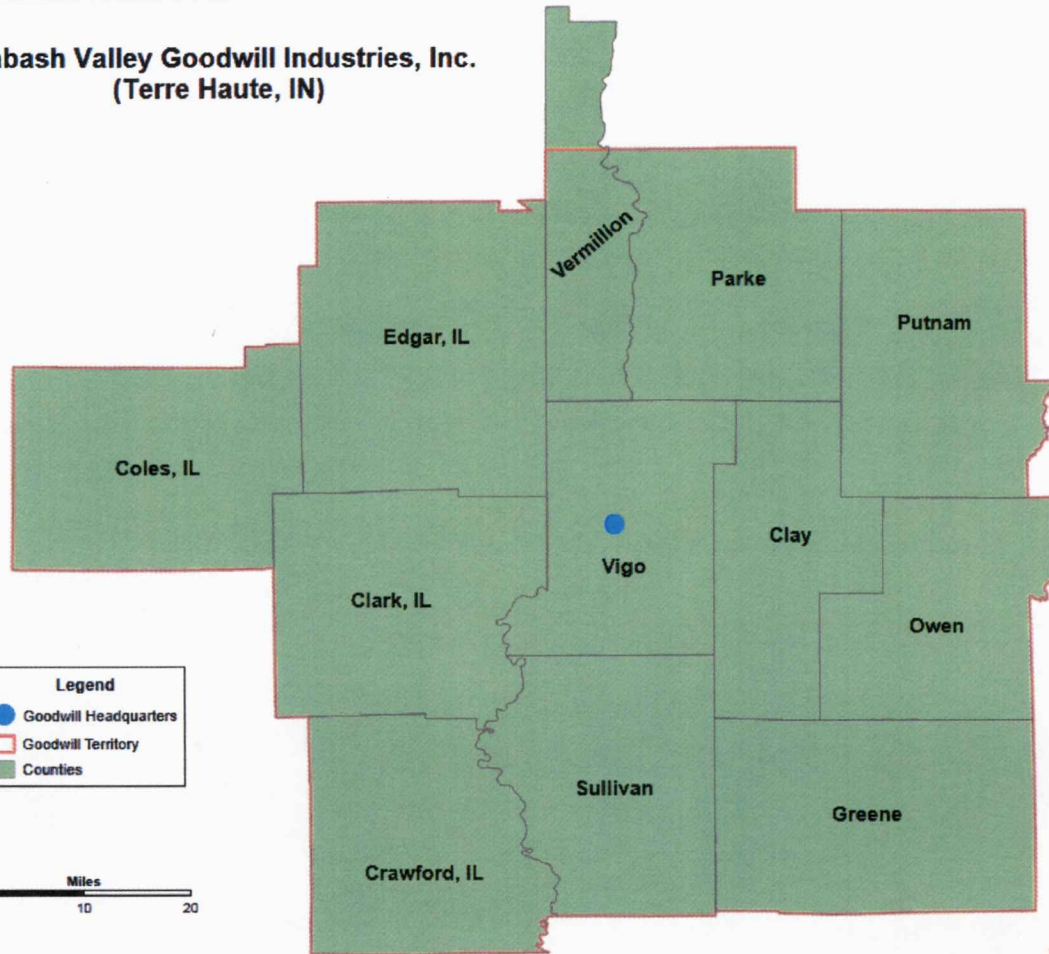 abash Valley Goodwill Industries, Inc.
(Terre Haute, IN)
Vermillion
Parke
Putnam
Edgar, IL
Coles, IL
Clay
Vigo
Clark, IL
Owen
Legend
Goodwill Headquarters
Goodwill Territory
Counties
Sullivan
Greene
Crawford, IL
Miles
10
20